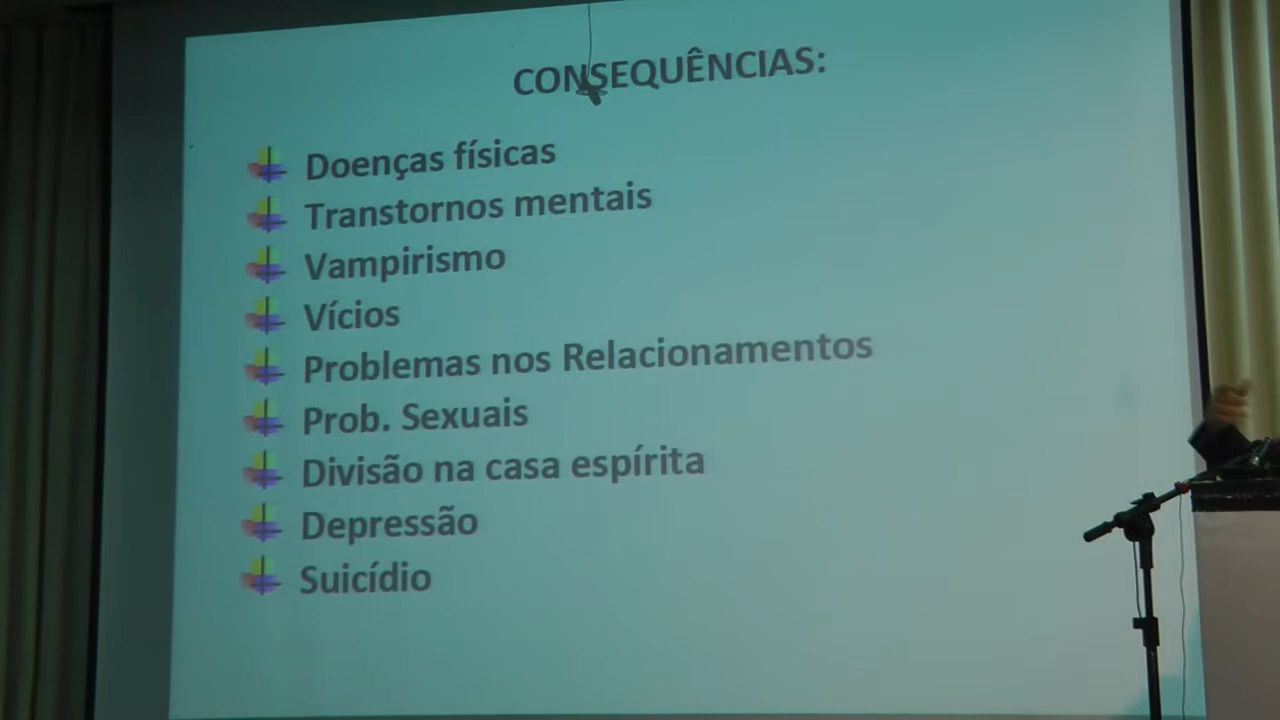 CONSEQUÊNCIAS:
Doenças físicas
Transtornos mentais
Vampirismo
Vícios
Problemas nos Relacionamentos
Prob. Sexuais
Divisão na casa espírita
Depressão
Suicídio